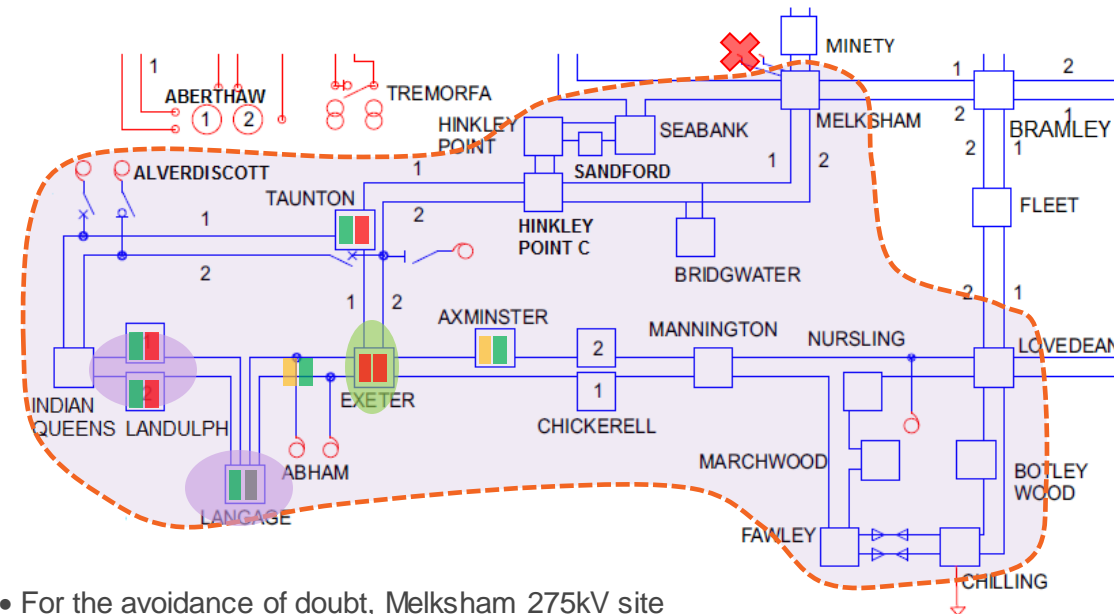 MINETY
1
1
2
ABERTHAW
1 2
TREMORFA
HINKLEY
POINT
SEABANK
MELKSHAM
2
1
BRAMLEY
1
2
2
1
ALVERDISCOTT
SANDFORD
1
TAUNTON
1
2
FLEET
HINKLEY
POINT C
2
BRIDGWATER
1
2
2
1
AXMINSTER
MANNINGTON
NURSLING
LOVEDEAN
1
2
2
1
EXETER
INDIAN
QUEENS
LANDULPH
CHICKERELL
ABHAM
MARCHWOOD
BOTLEY
WOOD
LANGAGE
FAWLEY
CHILLING
• For the avoidance of doubt, Melksham 275kV site